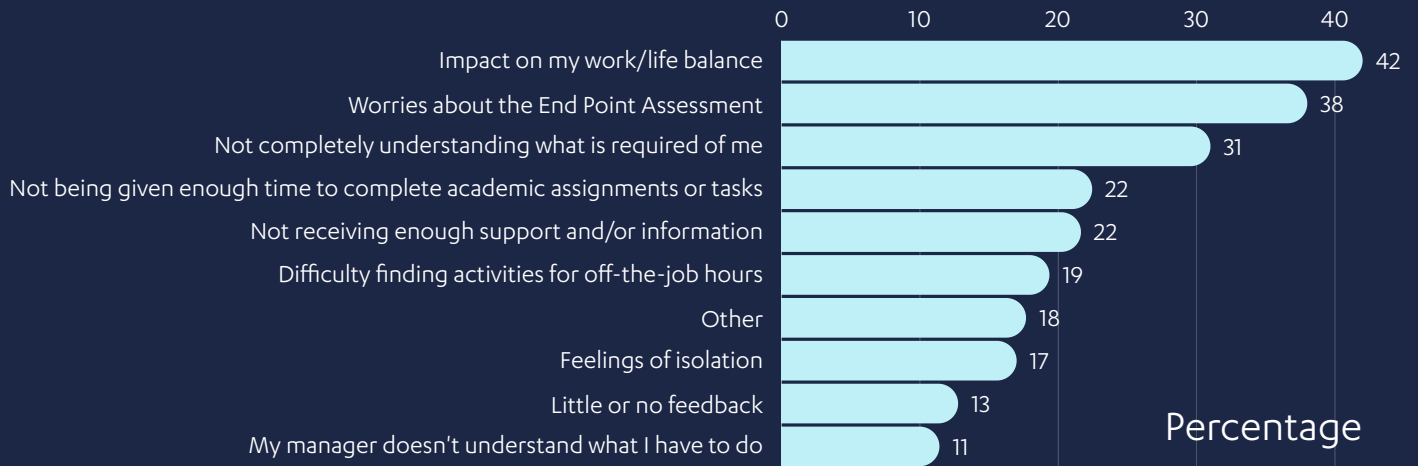 0 10 20 30 40
Impact on my work/life balance 42
Worries about the End Point Assessment 38
Not completely understanding what is required of me 31
Not being given enough time to complete academic assignments or tasks 22
Not receiving enough support and/or information 22
Difficulty finding activities for off-the-job hours 19
Other 18
Feelings of isolation 17
Little or no feedback 13
My manager doesn't understand what I have to do 11
Percentage